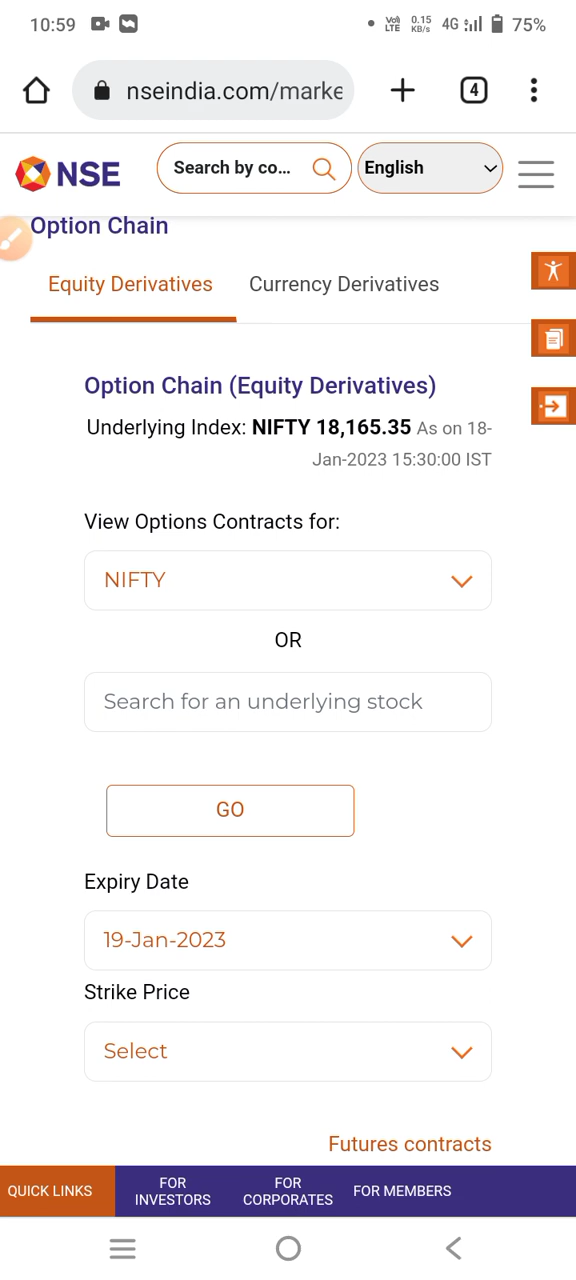 10:59 Vo) LTE 0.15 KB/s 4G 75%
nseindia.com/marke 4
NSE Search by co... English
Option Chain
Equity Derivatives Currency Derivatives
Option Chain (Equity Derivatives)
Underlying Index: NIFTY 18,165.35 As on 18-
Jan-2023 15:30:00 IST
View Options Contracts for:
NIFTY
OR
Search for an underlying stock
GO
Expiry Date
19-Jan-2023
Strike Price
Select
Futures contracts
QUICK LINKS FOR INVESTORS FOR CORPORATES FOR MEMBERS